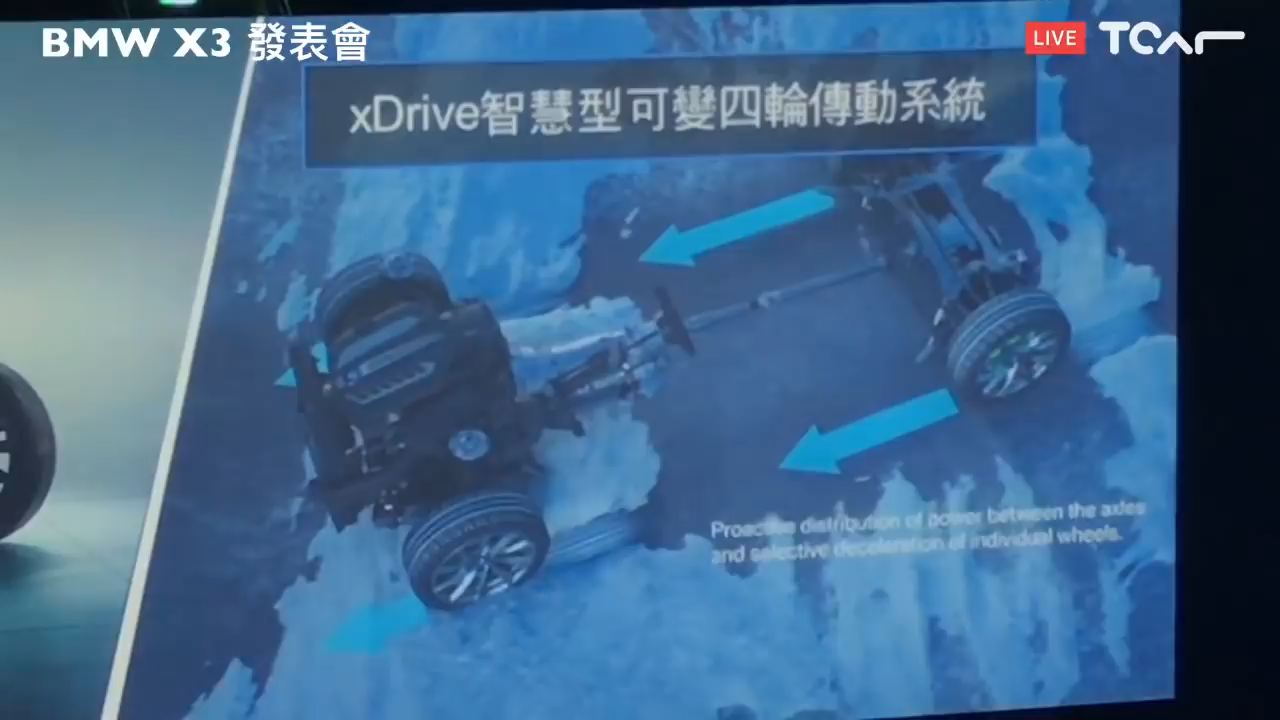 BMW X3 發表會
LIVE TCAr
xDrive智慧型可變四輪傳動系統
Proactive distribution of power between the axles
and selective deceleration of individual wheels.